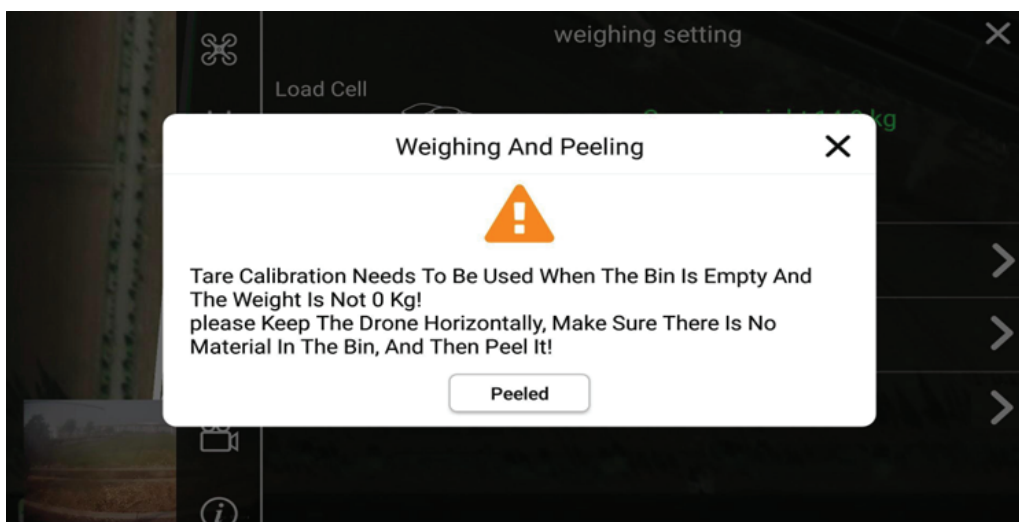 weighing setting
Load Cell
kg
Weighing And Peeling
Tare Calibration Needs To Be Used When The Bin Is Empty And
The Weight Is Not 0 Kg!
please Keep The Drone Horizontally, Make Sure There Is No
Material In The Bin, And Then Peel It!
Peeled